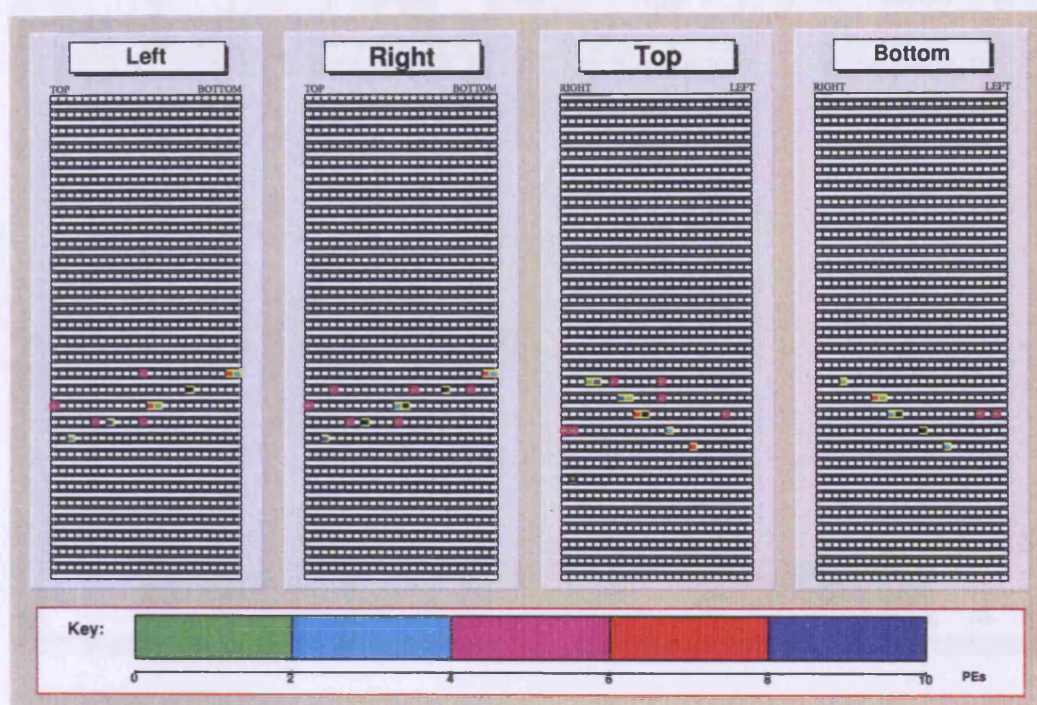 Left Right Top Bottom
TOP BOTTOM TOP BOTTOM RIGHT LEFT RIGHT LEFT
Key:
0 2 4 6 8 10 PEs